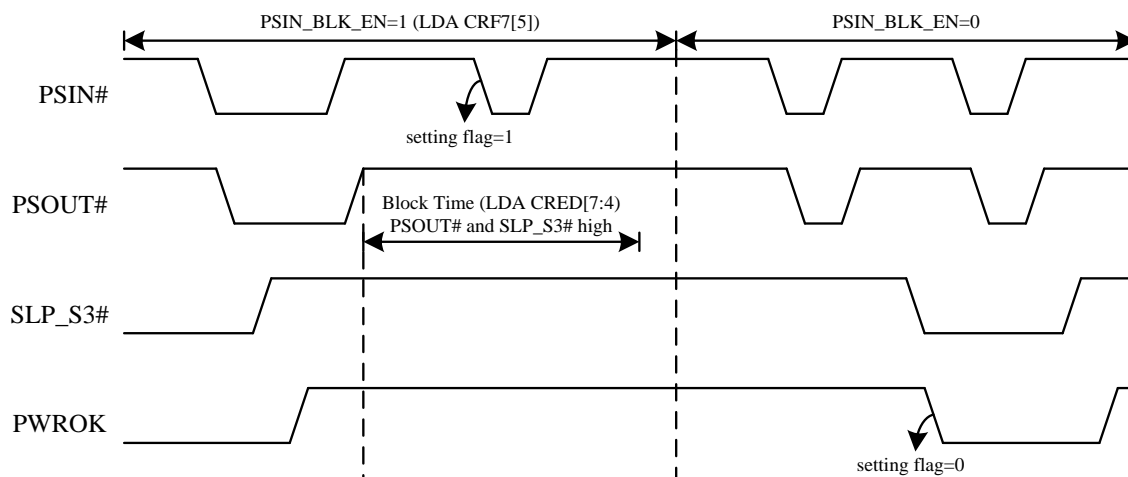 PSIN_BLK_EN=1 (LDA CRF7[5])
PSIN_BLK_EN=0
PSIN#
setting flag=1
PSOUT#
Block Time (LDA CRED[7:4)
PSOUT# and SLP_S3# high
SLP_S3#
PWROK
setting flag=0